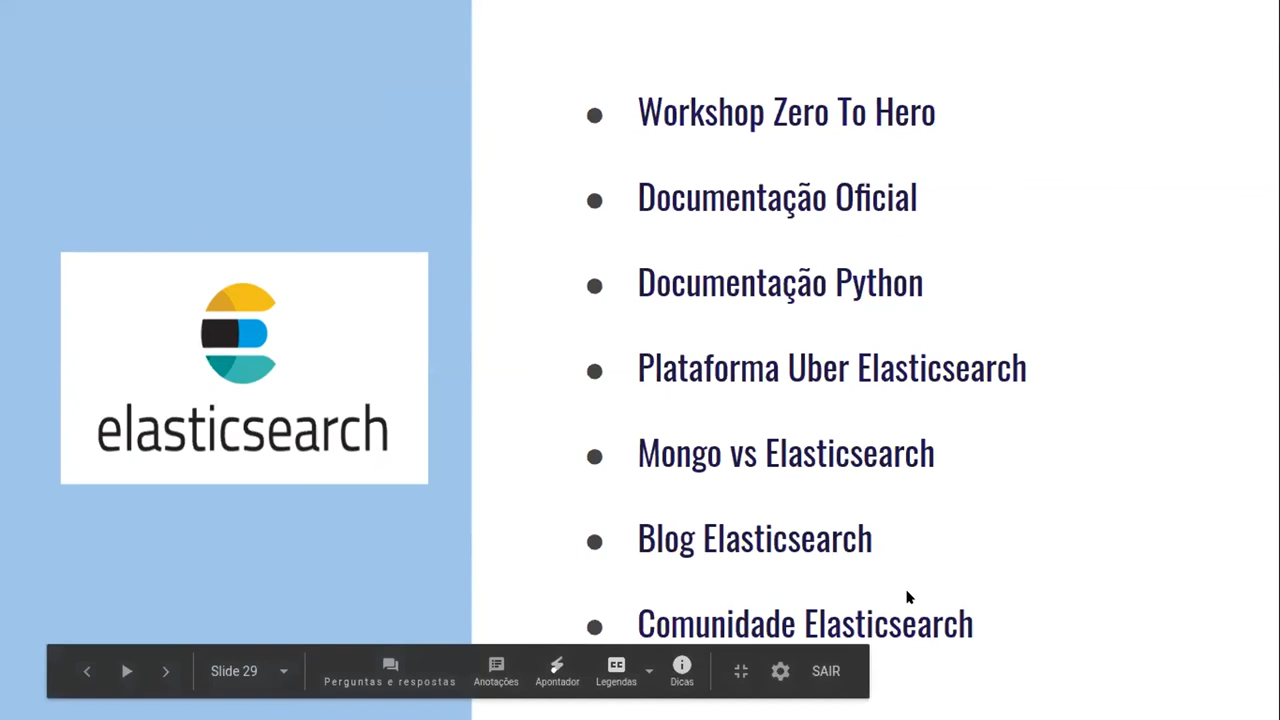 Workshop Zero To Hero
Documentação Oficial
Documentação Python
Plataforma Uber Elasticsearch
Mongo vs Elasticsearch
Blog Elasticsearch
Comunidade Elasticsearch
elasticsearch
Slide 29
Perguntas e respostas
Anotações
Apontador
CC
Legendas
Dicas
SAIR